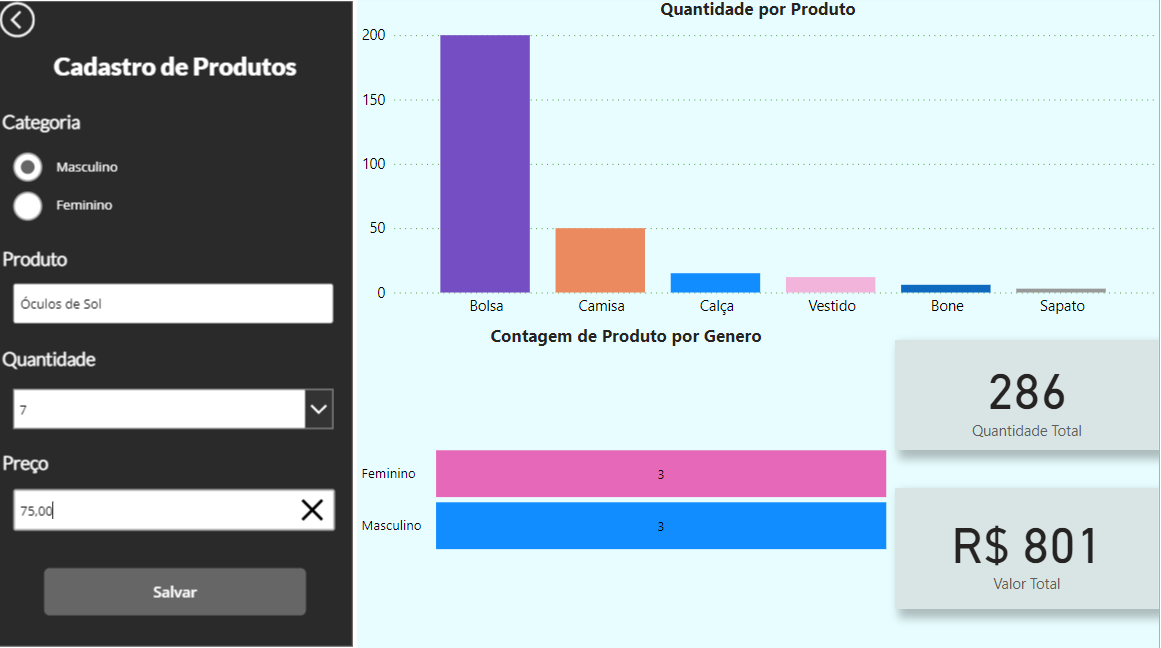 Cadastro de Produtos
Categoria
Masculino
Feminino
Produto
Óculos de Sol
Quantidade
7
Preço
75,00
Salvar
Quantidade por Produto
200
150
100
50
0
Bolsa Camisa Calça Vestido Bone Sapato
Contagem de Produto por Genero
Feminino 3
Masculino 3
286
Quantidade Total
R$ 801
Valor Total